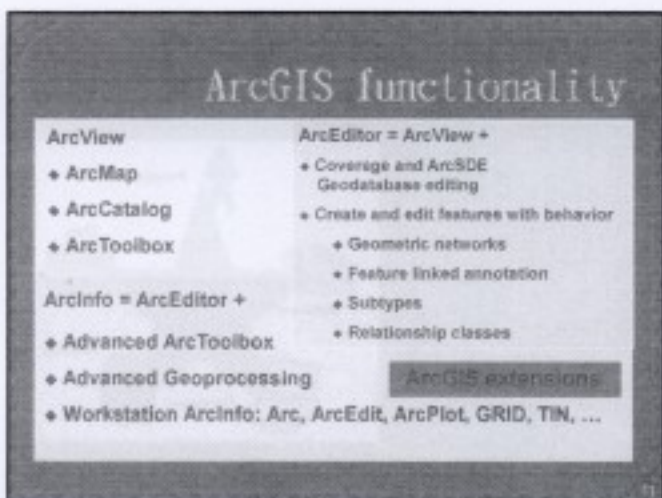 ArcGIS functionality
ArcView
◆ ArcMap
◆ ArcCatalog
◆ ArcToolbox
ArcInfo = ArcEditor +
◆ Advanced ArcToolbox
◆ Advanced Geoprocessing
◆ Workstation ArcInfo: Arc, ArcEdit, ArcPlot, GRID, TIN, ...
ArcEditor = ArcView +
◆ Coverage and ArcSDE
Geodatabase editing
◆ Create and edit features with behavior
◆ Geometric networks
◆ Feature linked annotation
◆ Subtypes
◆ Relationship classes
ArcGIS extensions